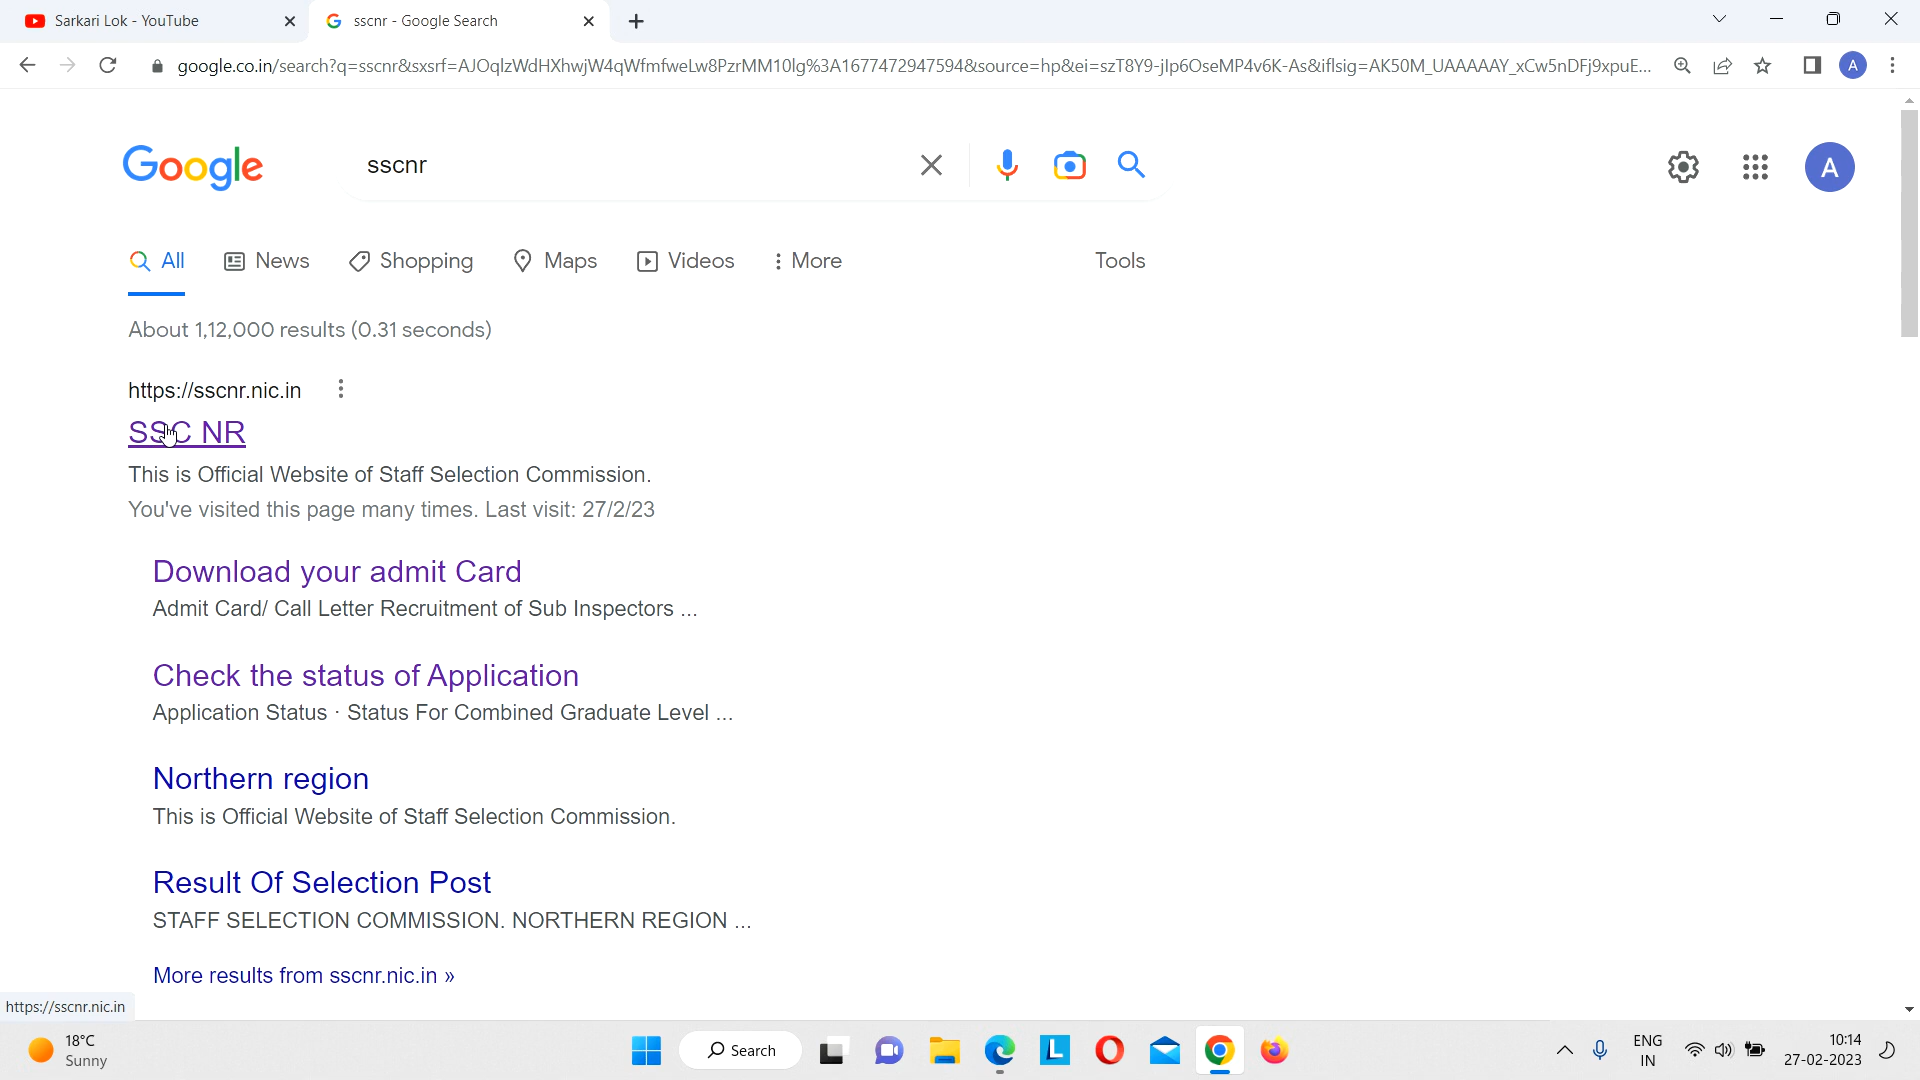 Sarkari Lok - YouTube
sscnr - Google Search
google.co.in/search?q=sscnr&sxsrf=AJOqlzWdHXhwjW4qWfmfweLw8PzrMM10lg%3A1677472947594&source=hp&ei=szT8Y9-jIp6OseMP4v6K-As&iflsig=AK50M_UAAAAAY_xCw5nDFj9xpuE...
A
Google
sscnr
A
All
News
Shopping
Maps
Videos
More
Tools
About 1,12,000 results (0.31 seconds)
https://sscnr.nic.in
SSC NR
This is Official Website of Staff Selection Commission.
You've visited this page many times. Last visit: 27/2/23
Download your admit Card
Admit Card/ Call Letter Recruitment of Sub Inspectors ...
Check the status of Application
Application Status · Status For Combined Graduate Level ...
Northern region
This is Official Website of Staff Selection Commission.
Result Of Selection Post
STAFF SELECTION COMMISSION. NORTHERN REGION ...
More results from sscnr.nic.in »
https://sscnr.nic.in
18°C
Sunny
Search
L
ENG
IN
10:14
27-02-2023